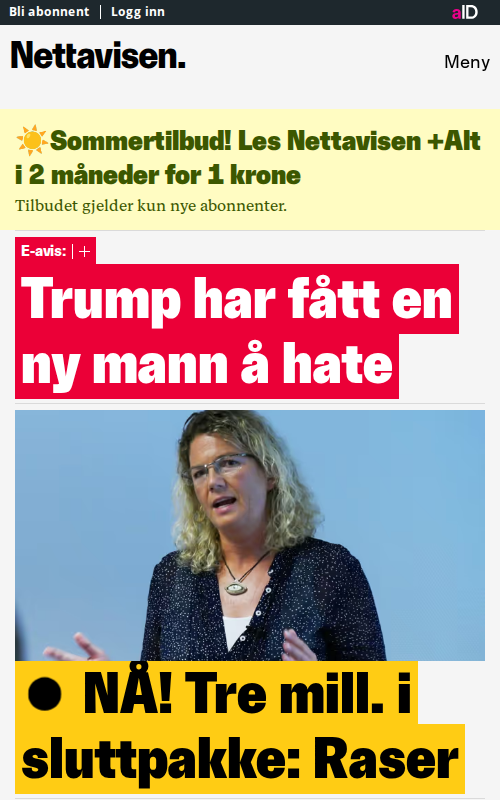 Bli abonnent | Logg inn
aID
Nettavisen.
Meny
☀️Sommertilbud! Les Nettavisen +Alt
i 2 måneder for 1 krone
Tilbudet gjelder kun nye abonnenter.
E-avis: | +
Trump har fått en
ny mann å hate
● NÅ! Tre mill. i
sluttpakke: Raser